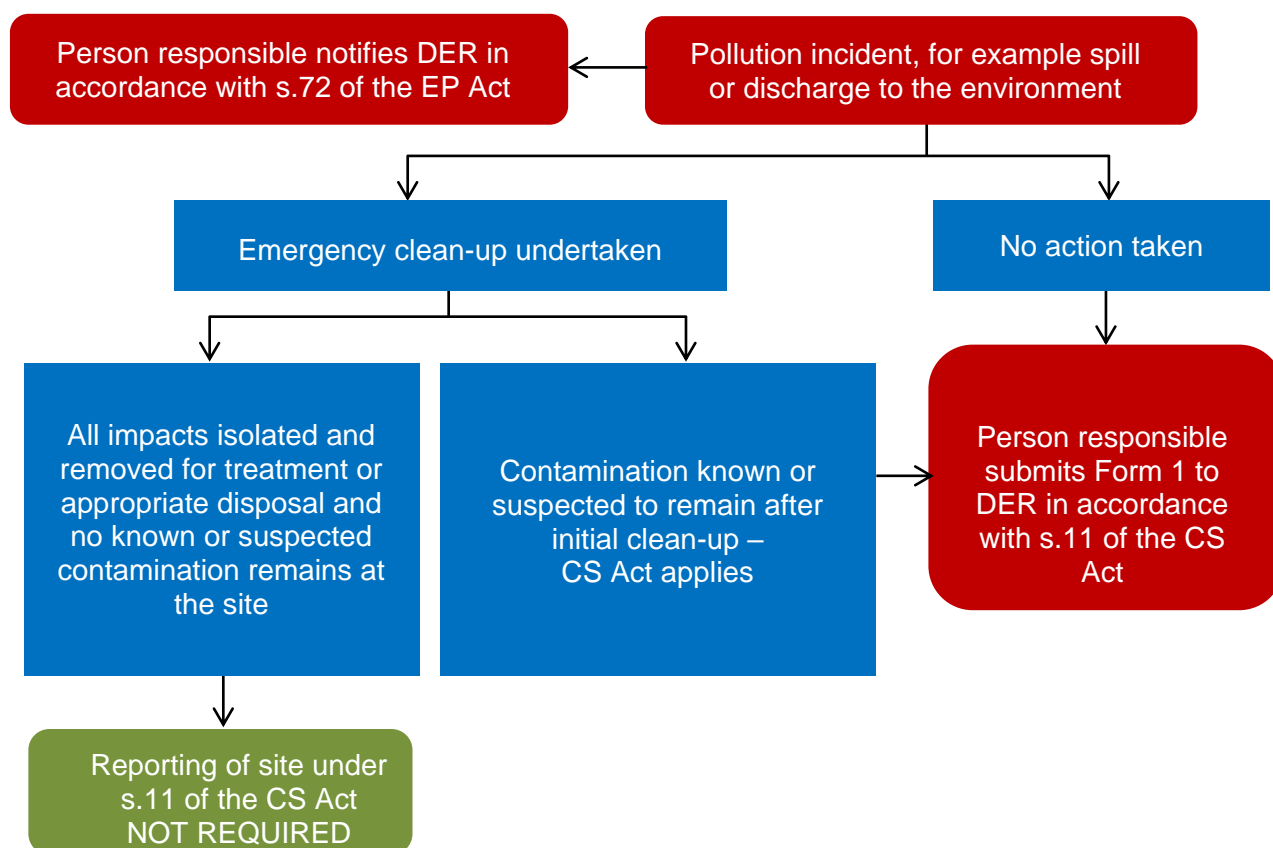 Person responsible notifies DER in
accordance with s.72 of the EP Act
Pollution incident, for example spill
or discharge to the environment
Emergency clean-up undertaken
No action taken
All impacts isolated and
removed for treatment or
appropriate disposal and
no known or suspected
contamination remains at
the site
Contamination known or
suspected to remain after
initial clean-up –
CS Act applies
Person responsible
submits Form 1 to
DER in accordance
with s.11 of the CS
Act
Reporting of site under
s.11 of the CS Act
NOT REQUIRED